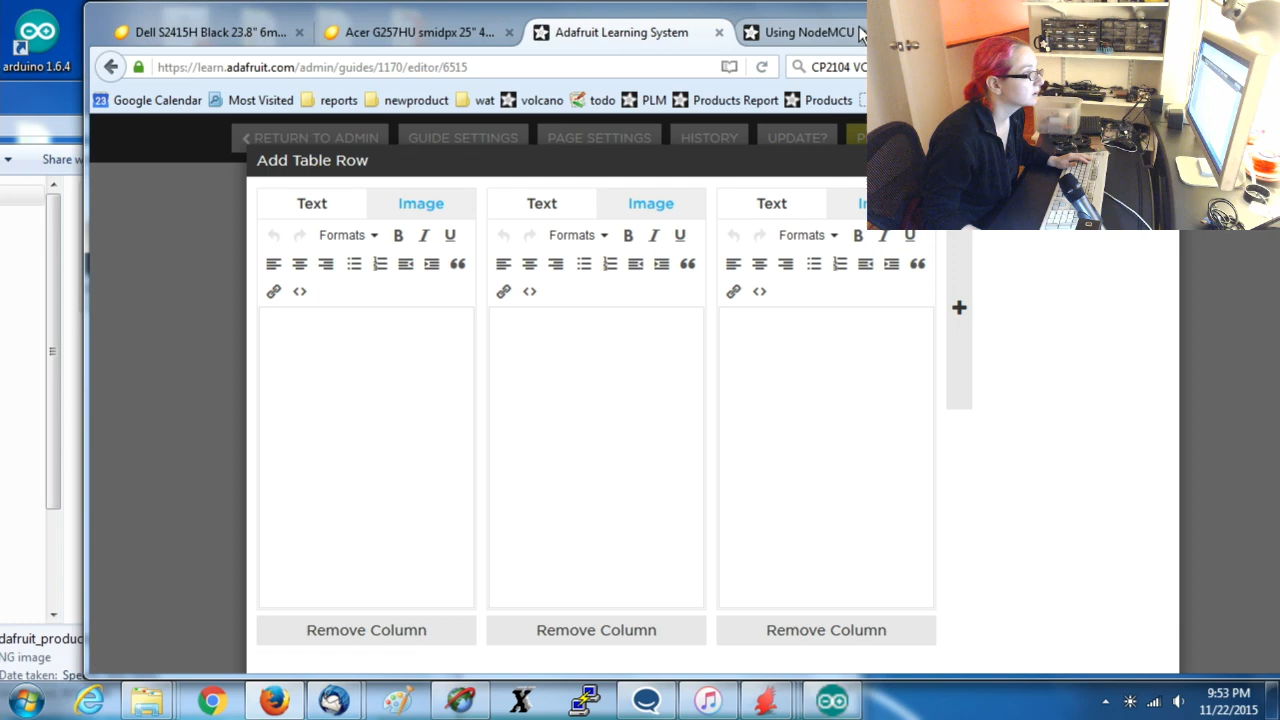 arduino 1.6.4
Dell S2415H Black 23.8" 6m...
Acer G257HU smidpx 25" 4...
Adafruit Learning System
Using NodeMCU
https://learn.adafruit.com/admin/guides/1170/editor/6515
CP2104 VC
23 Google Calendar Most Visited reports newproduct wat volcano todo PLM Products Report Products
RETURN TO ADMIN GUIDE SETTINGS PAGE SETTINGS HISTORY UPDATE? P
Share w
Add Table Row
Text Image Text Image Text I
Formats B I U Formats B I U Formats B I U
Remove Column Remove Column Remove Column
dafruit_produc
NG image
Date taken: Spe
9:53 PM
11/22/2015